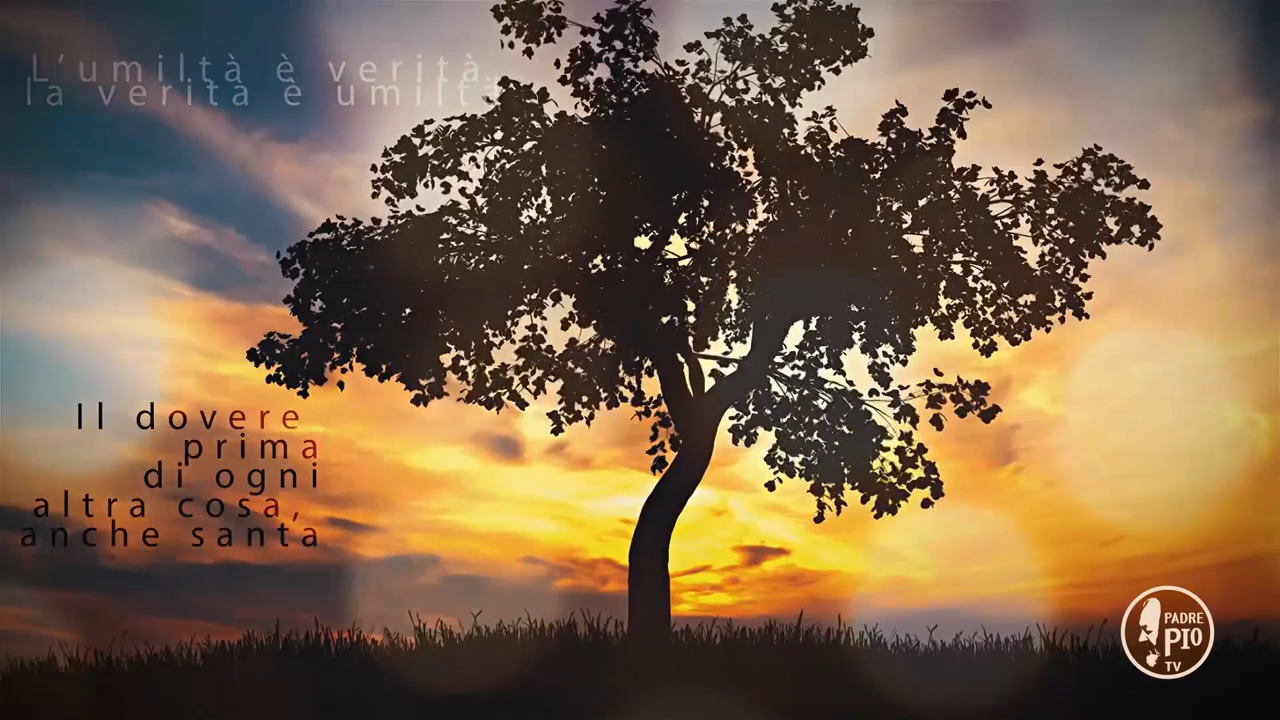 L'umiltà è verità,
la verità è umiltà
Il dovere
prima
di ogni
altra cosa,
anche santa
PADRE
PIO
TV